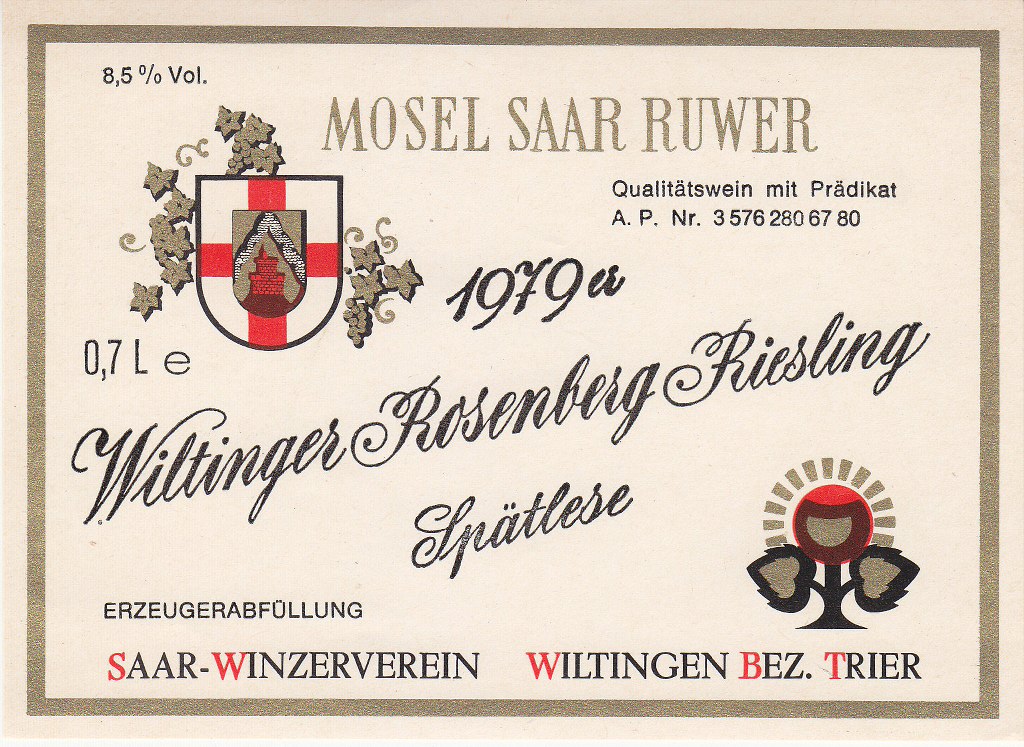 8,5 % Vol.
MOSEL SAAR RUWER
Qualitätswein mit Prädikat
A. P. Nr. 3 576 280 67 80
1979er
0,7 L e
Wiltinger Rosenberg Riesling
Spätlese
ERZEUGERABFÜLLUNG
SAAR-WINZERVEREIN WILTINGEN BEZ. TRIER